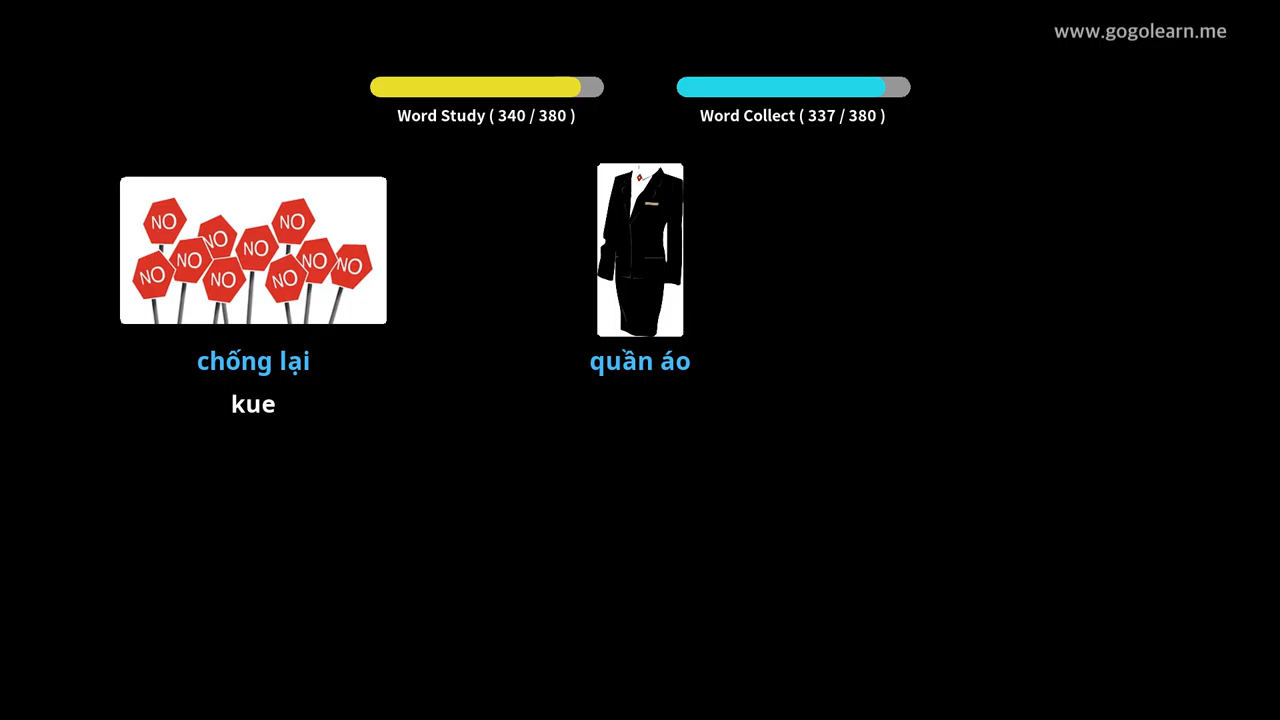 www.gogolearn.me
Word Study ( 340 / 380 )
Word Collect ( 337 / 380 )
NO NO NO NO NO NO NO NO NO NO
chống lại
quần áo
kue